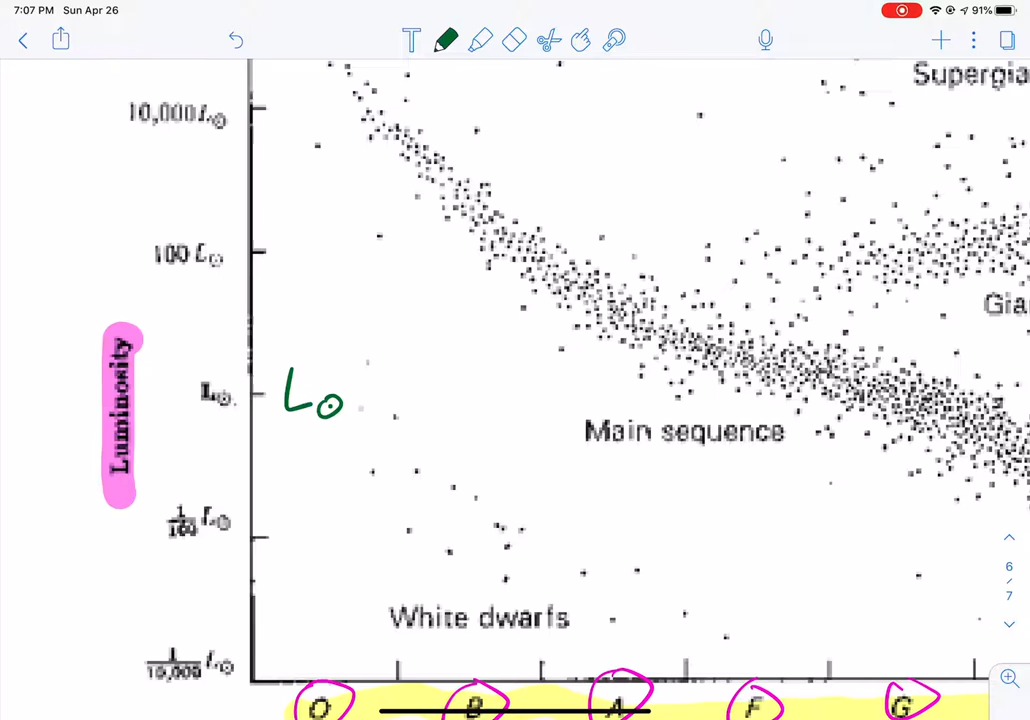 7:07 PM Sun Apr 26
91%
T
Supergia
10,000 L☉
100 L☉
Gia
Luminosity
L☉
L☉
Main sequence
1/100 L☉
6
/
7
White dwarfs
1/10,000 L☉
O B A F G